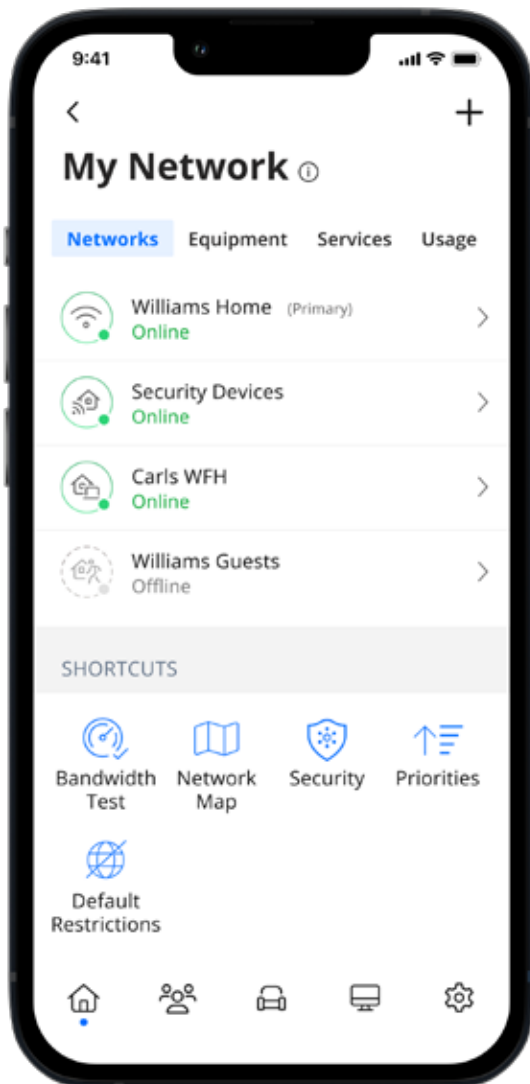 9:41
My Network
Networks Equipment Services Usage
Williams Home (Primary)
Online
Security Devices
Online
Carls WFH
Online
Williams Guests
Offline
SHORTCUTS
Bandwidth Network Security Priorities
Test Map
Default
Restrictions